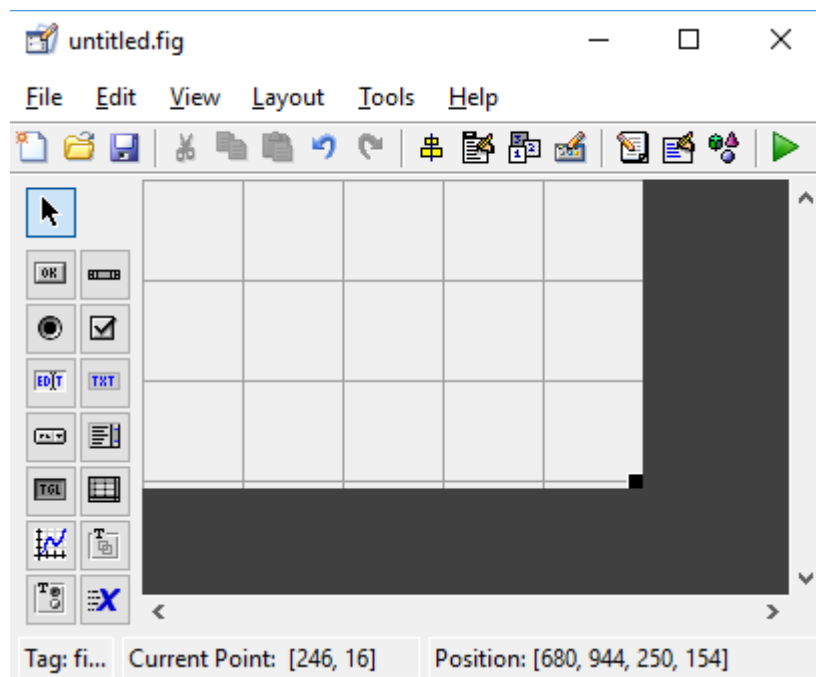 untitled.fig
File Edit View Layout Tools Help
OK
EDIT TXT
TGL
T
T X
Tag: fi... Current Point: [246, 16] Position: [680, 944, 250, 154]